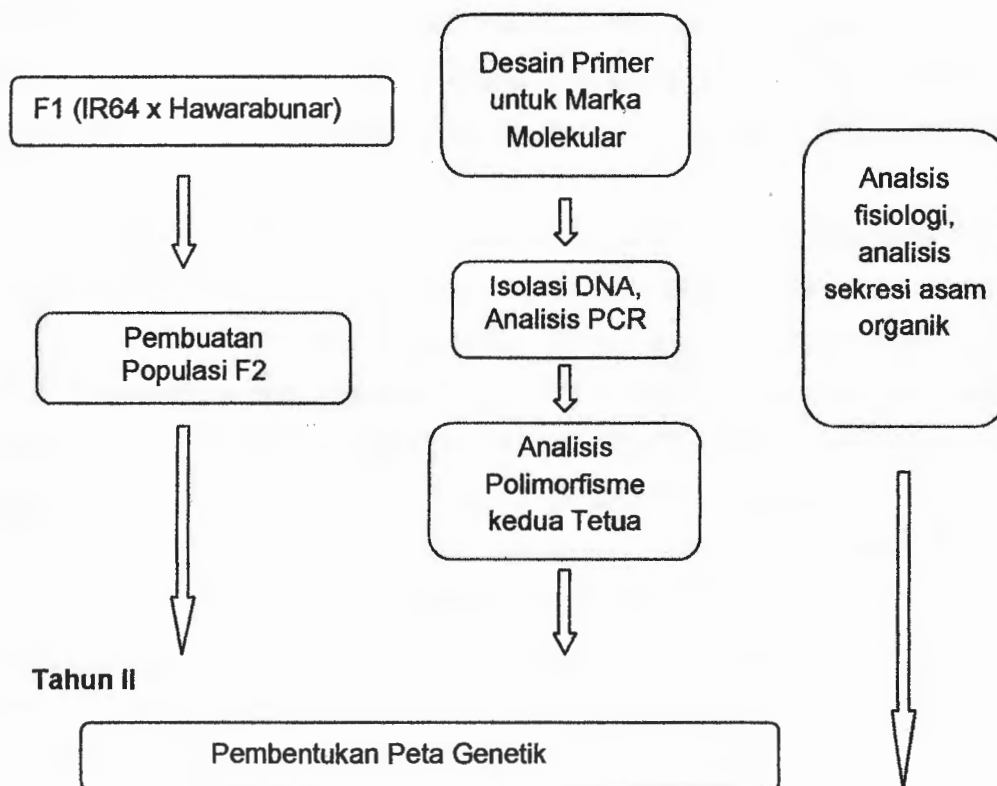 F1 (IR64 x Hawarabunar)
Pembuatan
Populasi F2
Desain Primer
untuk Marka
Molekular
Isolasi DNA,
Analisis PCR
Analisis
Polimorfisme
kedua Tetua
Analsis
fisiologi,
analisis
sekresi asam
organik
Tahun II
Pembentukan Peta Genetik